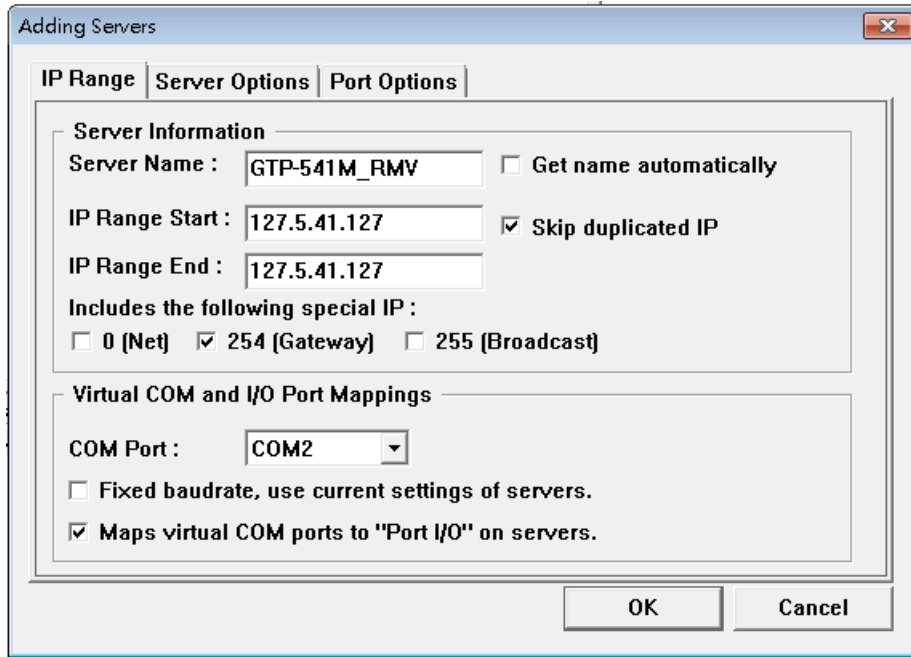 Adding Servers
IP Range Server Options Port Options
Server Information
Server Name : GTP-541M_RMV Get name automatically
IP Range Start : 127.5.41.127 Skip duplicated IP
IP Range End : 127.5.41.127
Includes the following special IP :
0 (Net) 254 (Gateway) 255 (Broadcast)
Virtual COM and I/O Port Mappings
COM Port : COM2
Fixed baudrate, use current settings of servers.
Maps virtual COM ports to "Port I/O" on servers.
OK Cancel